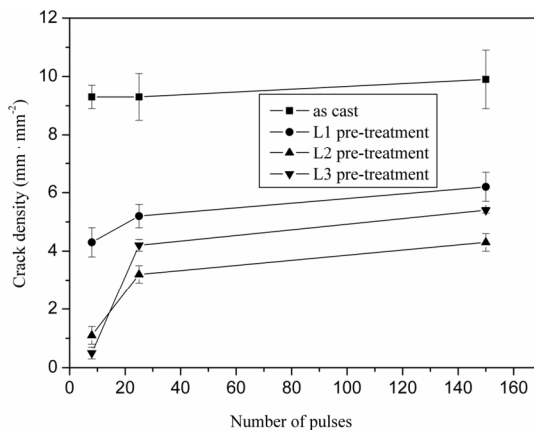 12
10
8
6
4
2
0
Crack density (mm · mm⁻²)
as cast
L1 pre-treatment
L2 pre-treatment
L3 pre-treatment
0 20 40 60 80 100 120 140 160
Number of pulses